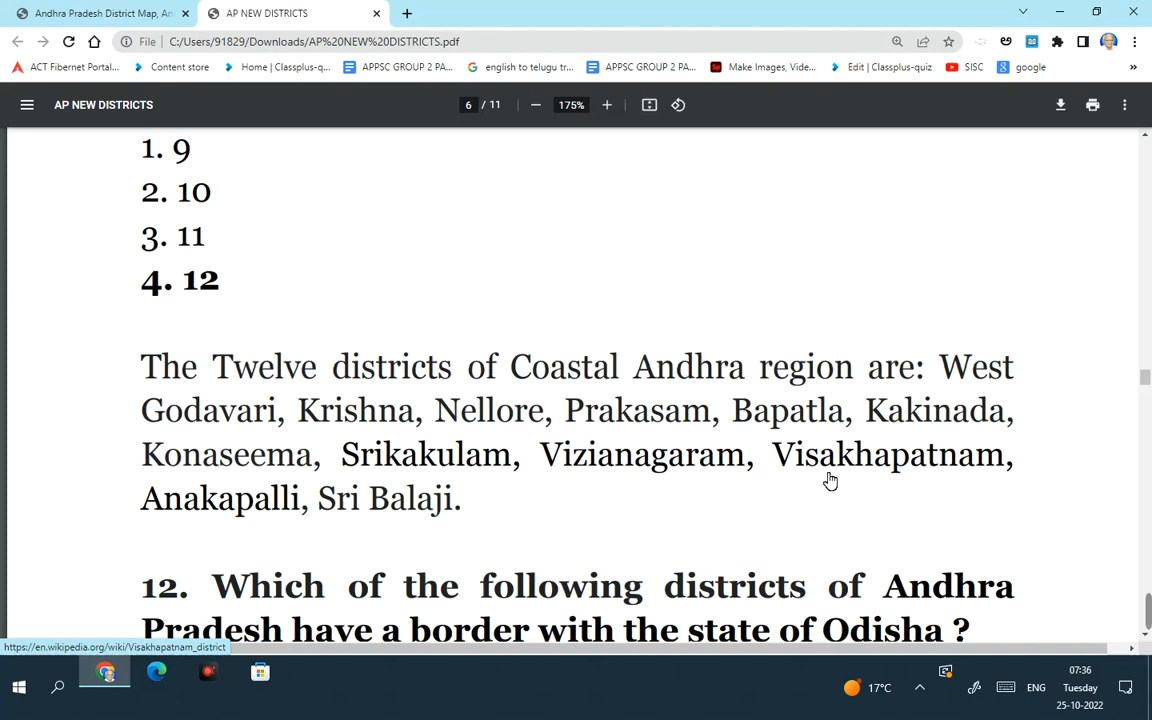 Andhra Pradesh District Map, An
AP NEW DISTRICTS
File C:/Users/91829/Downloads/AP%20NEW%20DISTRICTS.pdf
ACT Fibernet Portal...
Content store
Home | Classplus-q...
APPSC GROUP 2 PA...
english to telugu tr...
APPSC GROUP 2 PA...
Make Images, Vide...
Edit | Classplus-quiz
SISC
google
AP NEW DISTRICTS
6 / 11
175%
1. 9
2. 10
3. 11
4. 12
The Twelve districts of Coastal Andhra region are: West
Godavari, Krishna, Nellore, Prakasam, Bapatla, Kakinada,
Konaseema, Srikakulam, Vizianagaram, Visakhapatnam,
Anakapalli, Sri Balaji.
12. Which of the following districts of Andhra
Pradesh have a border with the state of Odisha ?
https://en.wikipedia.org/wiki/Visakhapatnam_district
17°C
ENG
07:36
Tuesday
25-10-2022